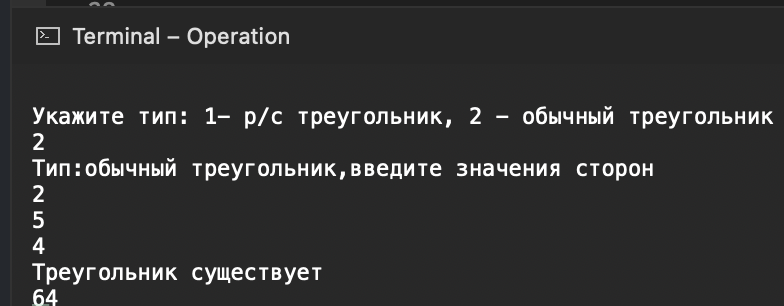 Terminal – Operation
Укажите тип: 1- р/с треугольник, 2 - обычный треугольник
2
Тип:обычный треугольник,введите значения сторон
2
5
4
Треугольник существует
64